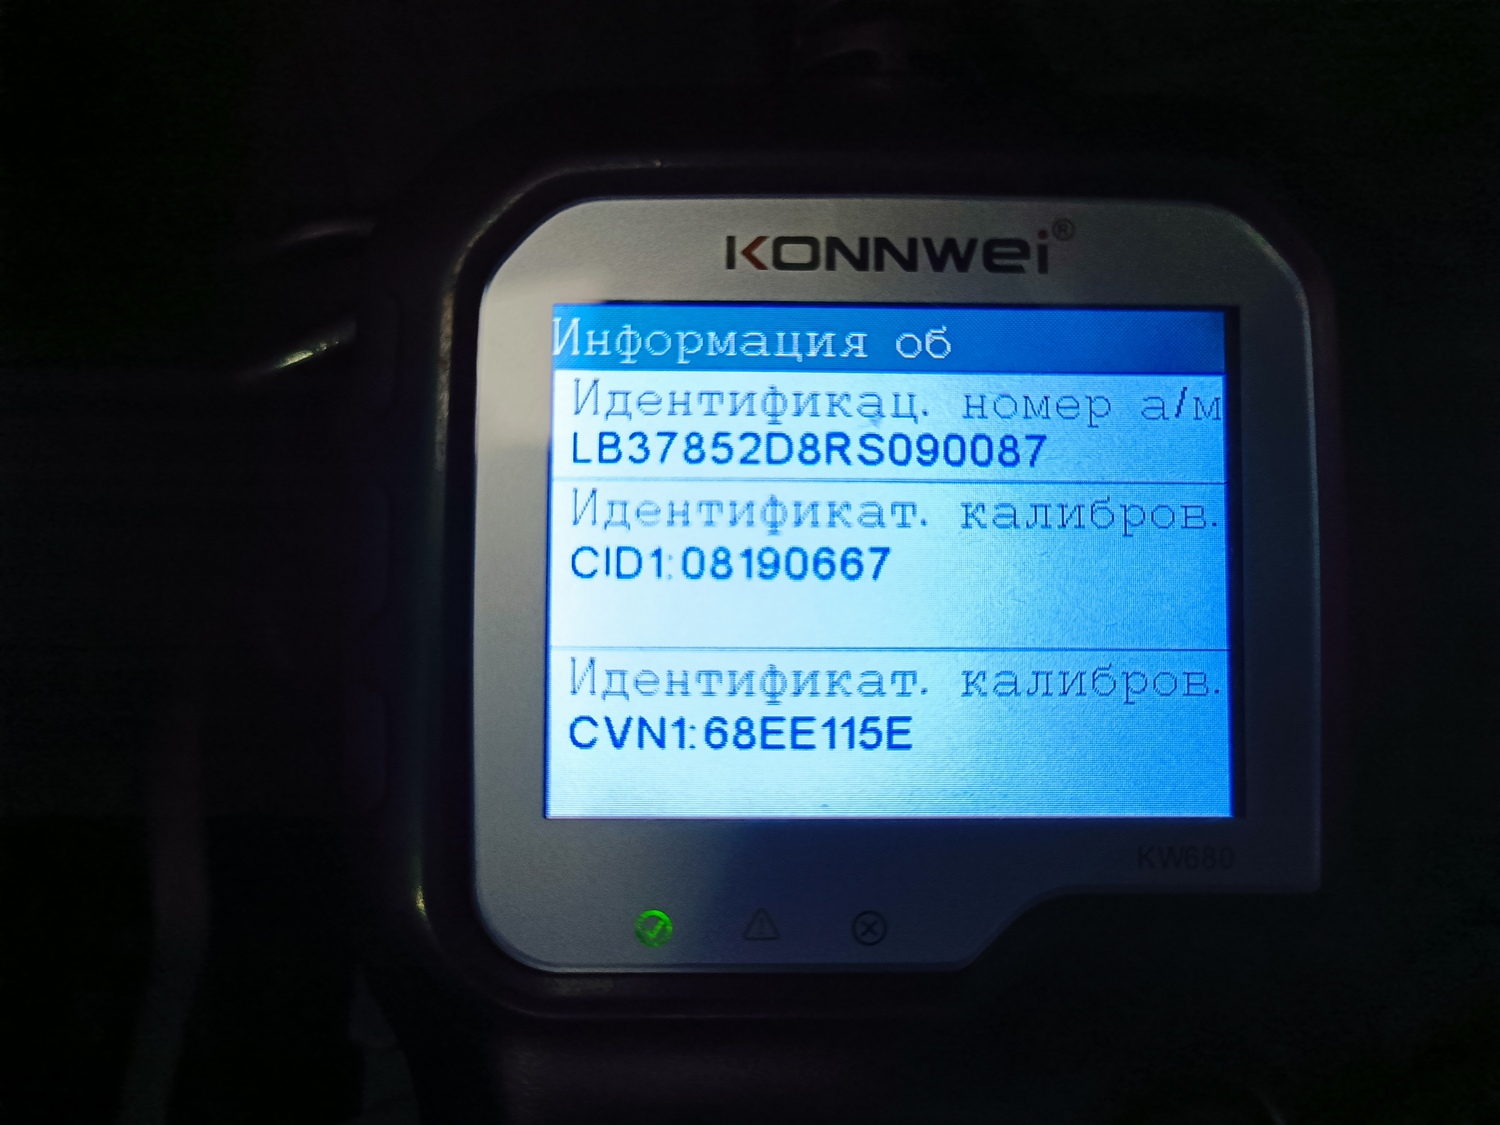 KONNWEi®
Информация об
Идентификац. номер а/м
LB37852D8RS090087
Идентификат. калибров.
CID1:08190667
Идентификат. калибров.
CVN1:68EE115E
KW680